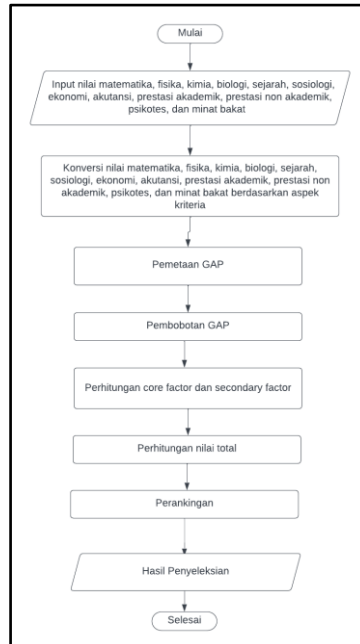 Mulai
Input nilai matematika, fisika, kimia, biologi, sejarah, sosiologi,
ekonomi, akutansi, prestasi akademik, prestasi non akademik,
psikotes, dan minat bakat
Konversi nilai matematika, fisika, kimia, biologi, sejarah,
sosiologi, ekonomi, akutansi, prestasi akademik, prestasi non
akademik, psikotes, dan minat bakat berdasarkan aspek
kriteria
Pemetaan GAP
Pembobotan GAP
Perhitungan core factor dan secondary factor
Perhitungan nilai total
Perankingan
Hasil Penyeleksian
Selesai